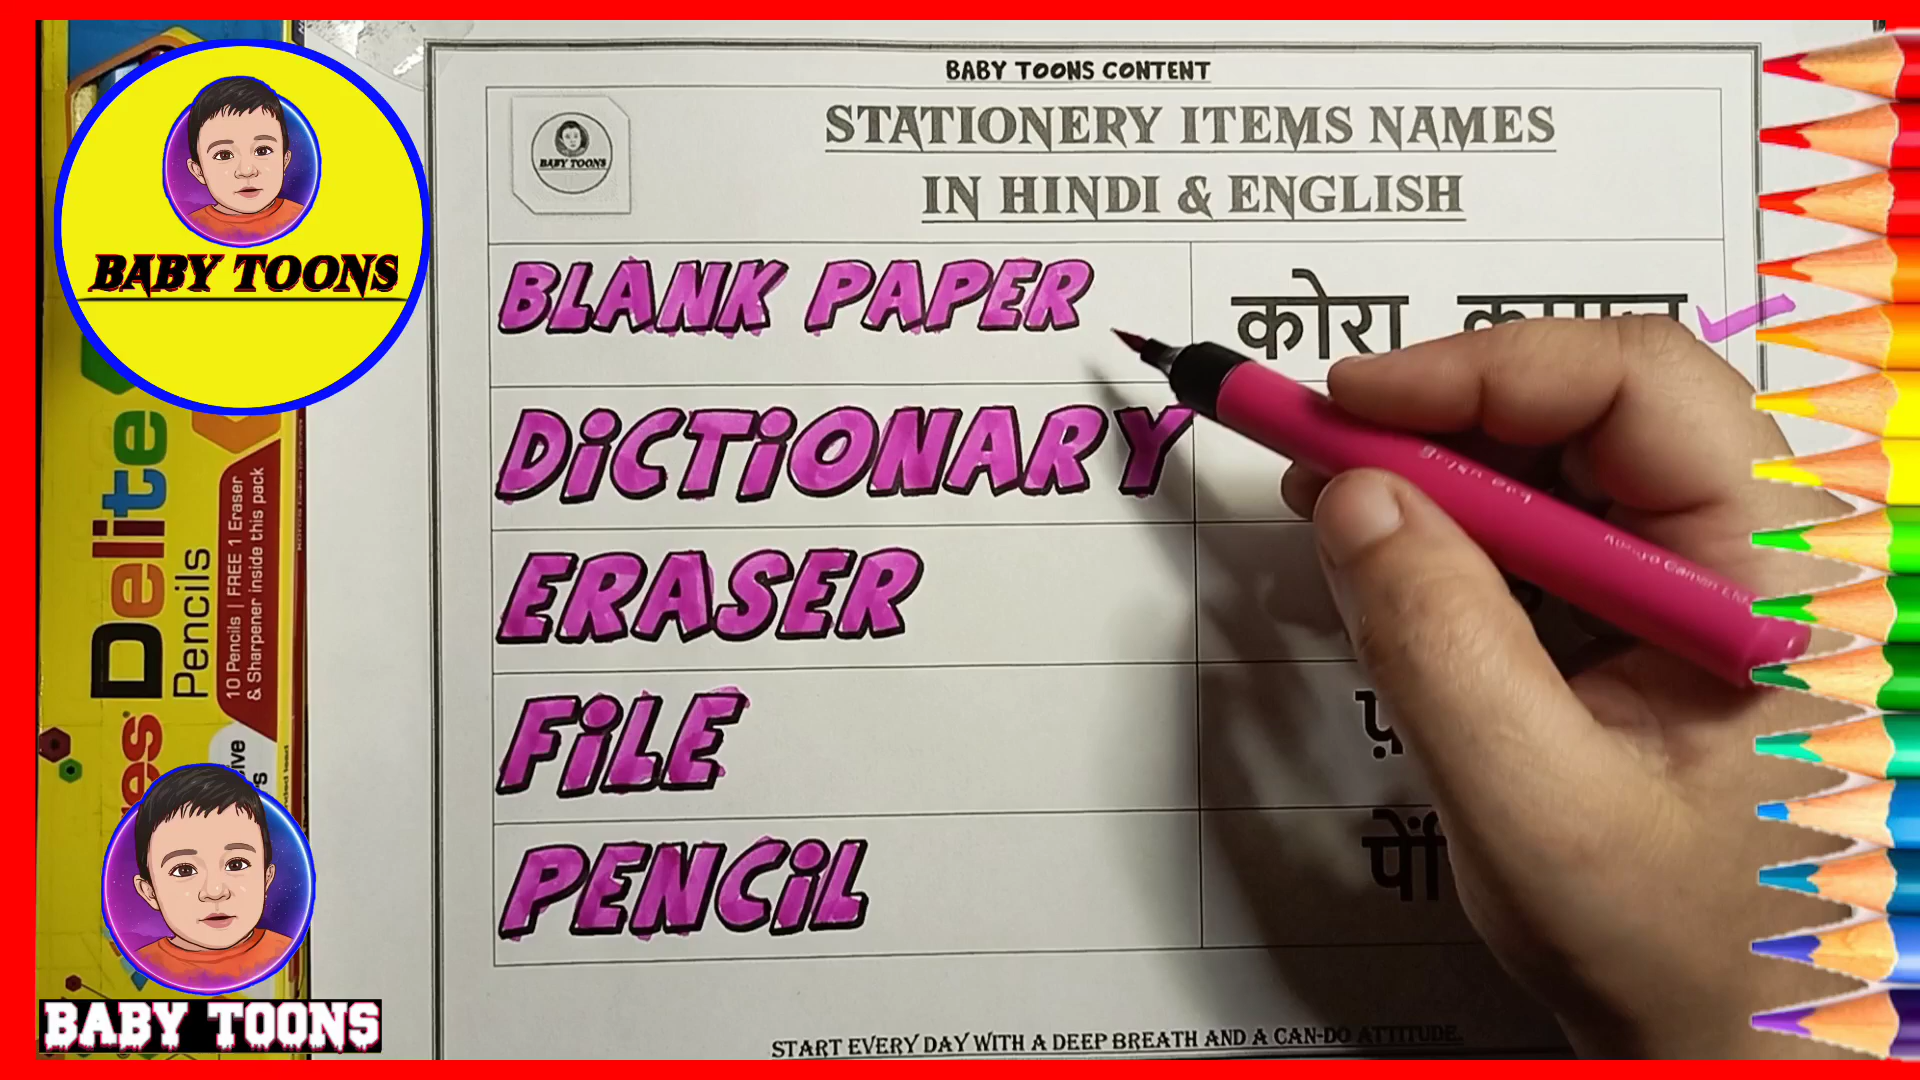 BABY TOONS CONTENT
BABY TOONS
STATIONERY ITEMS NAMES
IN HINDI & ENGLISH
BLANK PAPER
कोरा
DiCTiONARY
ERASER
FiLE
PENCiL
START EVERY DAY WITH A DEEP BREATH AND A CAN-DO ATTITUDE.
BABY TOONS
Delite
Pencils
10 Pencils | FREE 1 Eraser
& Sharpener inside this pack
BABY TOONS